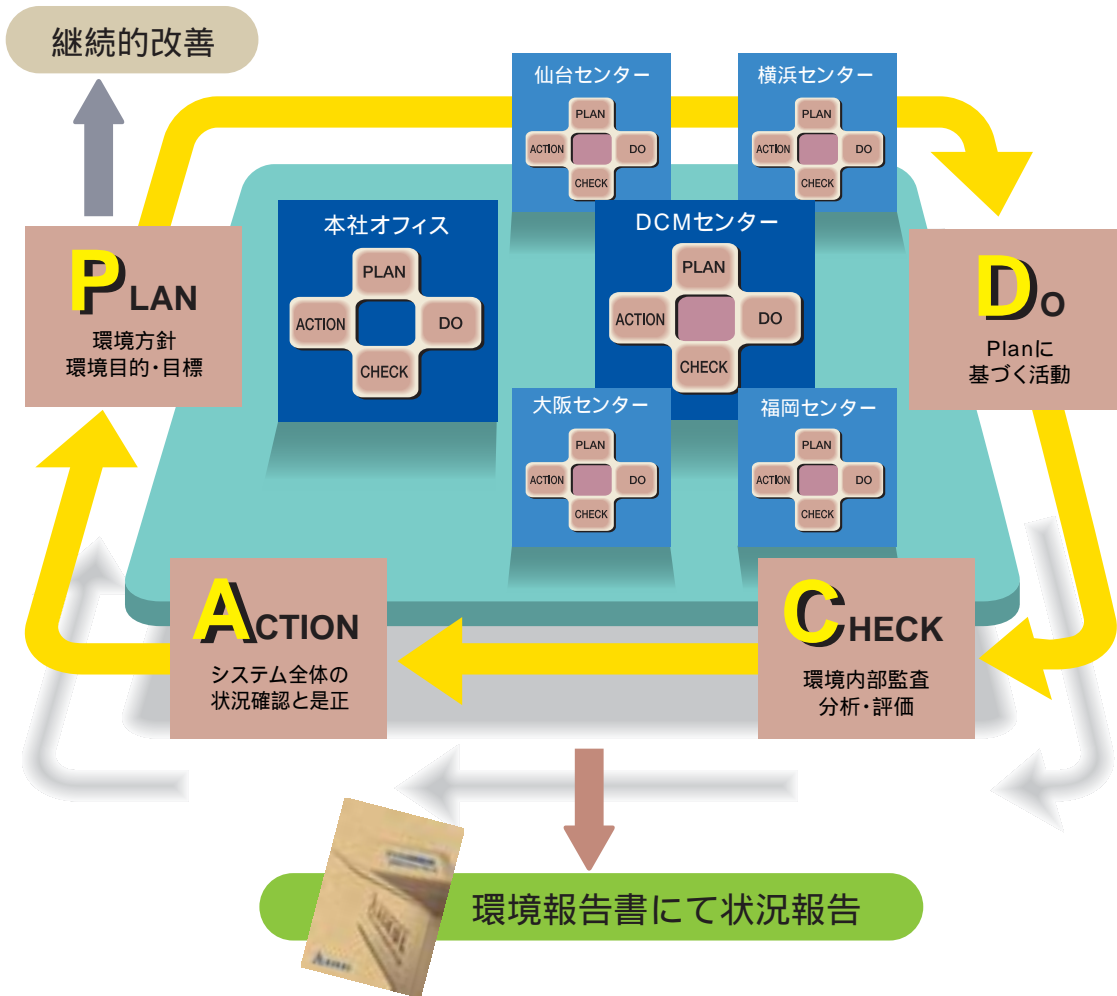 継続的改善
仙台センター
PLAN
ACTION
DO
CHECK
横浜センター
PLAN
ACTION
DO
CHECK
本社オフィス
PLAN
ACTION
DO
CHECK
DCMセンター
PLAN
ACTION
DO
CHECK
PLAN
環境方針
環境目的・目標
DO
Planに
基づく活動
大阪センター
PLAN
ACTION
DO
CHECK
福岡センター
PLAN
ACTION
DO
CHECK
ACTION
システム全体の
状況確認と是正
CHECK
環境内部監査
分析・評価
環境報告書にて状況報告